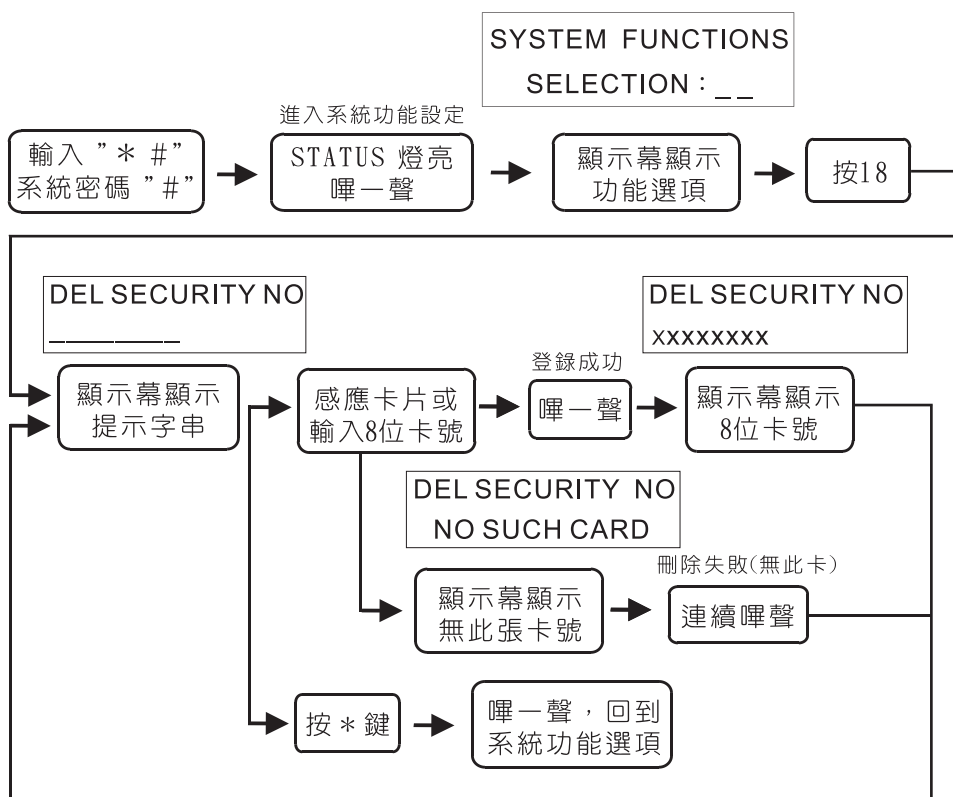 SYSTEM FUNCTIONS
SELECTION：_ _
進入系統功能設定
輸入 ”＊ #”
系統密碼 ”#”
STATUS 燈亮
嗶一聲
顯示幕顯示
功能選項
按18
DEL SECURITY NO
_ _ _ _ _ _ _ _
DEL SECURITY NO
xxxxxxxx
登錄成功
顯示幕顯示
提示字串
感應卡片或
輸入8位卡號
嗶一聲
顯示幕顯示
8位卡號
DEL SECURITY NO
NO SUCH CARD
刪除失敗(無此卡)
顯示幕顯示
無此張卡號
連續嗶聲
按＊鍵
嗶一聲，回到
系統功能選項